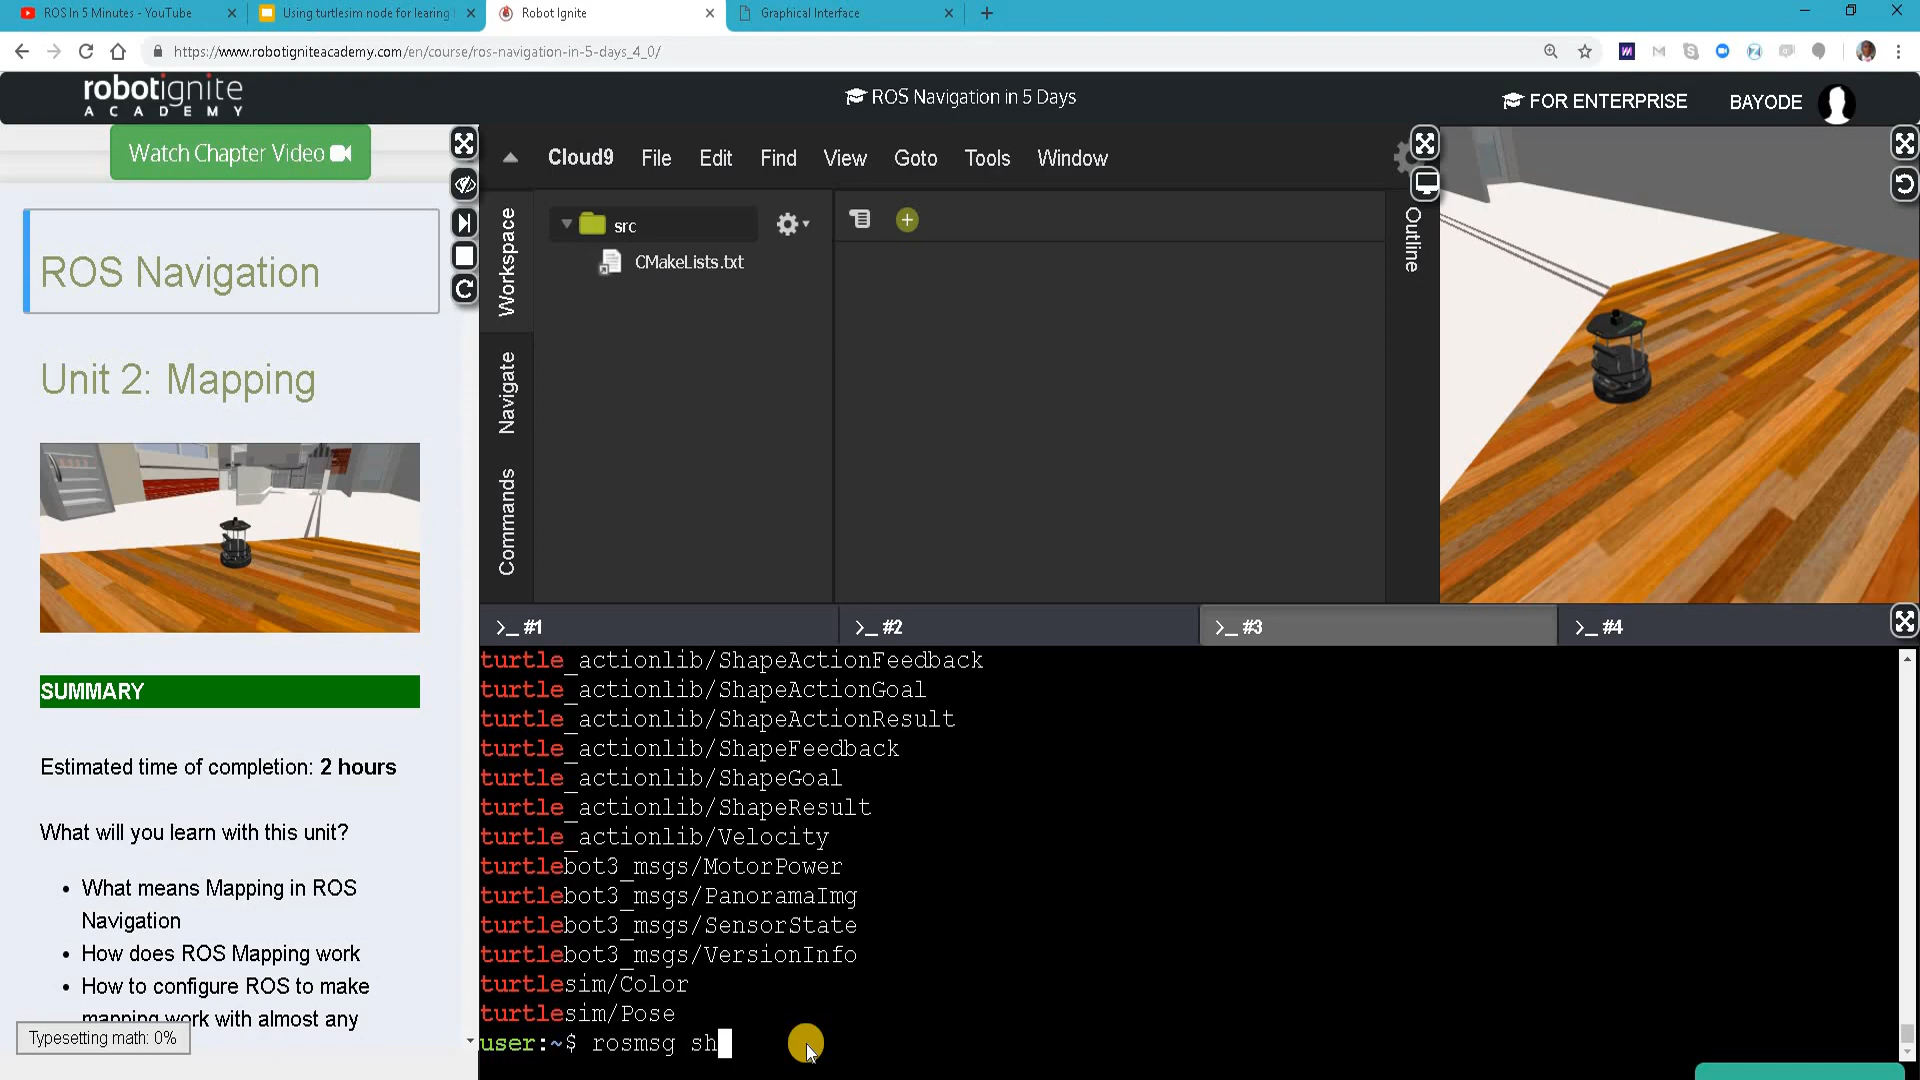 ROS In 5 Minutes - YouTube
Using turtlesim node for learing
Robot Ignite
Graphical Interface
https://www.robotigniteacademy.com/en/course/ros-navigation-in-5-days_4_0/
robotignite
ACADEMY
ROS Navigation in 5 Days
FOR ENTERPRISE
BAYODE
Watch Chapter Video
ROS Navigation
Unit 2: Mapping
SUMMARY
Estimated time of completion: 2 hours
What will you learn with this unit?
• What means Mapping in ROS
Navigation
• How does ROS Mapping work
• How to configure ROS to make
mapping work with almost any
Typesetting math: 0%
Cloud9 File Edit Find View Goto Tools Window
Workspace
Navigate
Commands
src
CMakeLists.txt
Outline
>_ #1
>_ #2
>_ #3
>_ #4
turtle_actionlib/ShapeActionFeedback
turtle_actionlib/ShapeActionGoal
turtle_actionlib/ShapeActionResult
turtle_actionlib/ShapeFeedback
turtle_actionlib/ShapeGoal
turtle_actionlib/ShapeResult
turtle_actionlib/Velocity
turtlebot3_msgs/MotorPower
turtlebot3_msgs/PanoramaImg
turtlebot3_msgs/SensorState
turtlebot3_msgs/VersionInfo
turtlesim/Color
turtlesim/Pose
user:~$ rosmsg sh